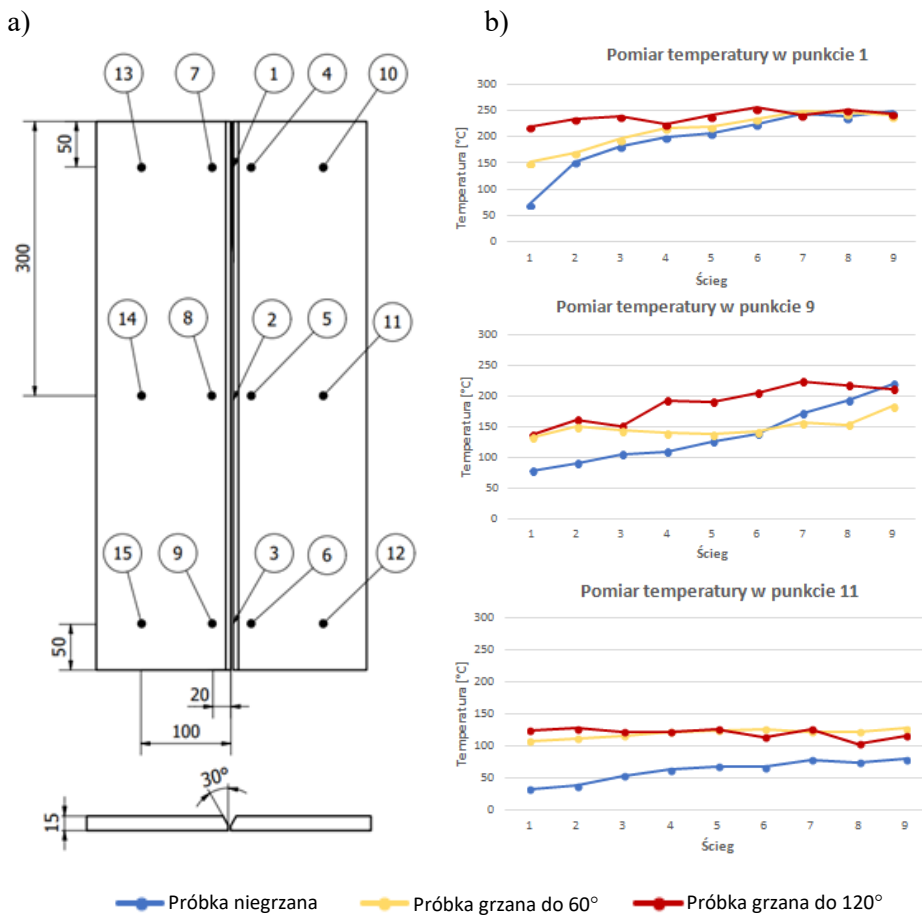 a)
13
7
1
4
10
50
300
14
8
2
5
11
15
9
3
6
12
50
20
100
30°
15
b)
Pomiar temperatury w punkcie 1
Temperatura [°C]
300
250
200
150
100
50
0
1 2 3 4 5 6 7 8 9
Ścieg
Pomiar temperatury w punkcie 9
Temperatura [°C]
300
250
200
150
100
50
0
1 2 3 4 5 6 7 8 9
Ścieg
Pomiar temperatury w punkcie 11
Temperatura [°C]
300
250
200
150
100
50
0
1 2 3 4 5 6 7 8 9
Ścieg
Próbka niegrzana Próbka grzana do 60° Próbka grzana do 120°